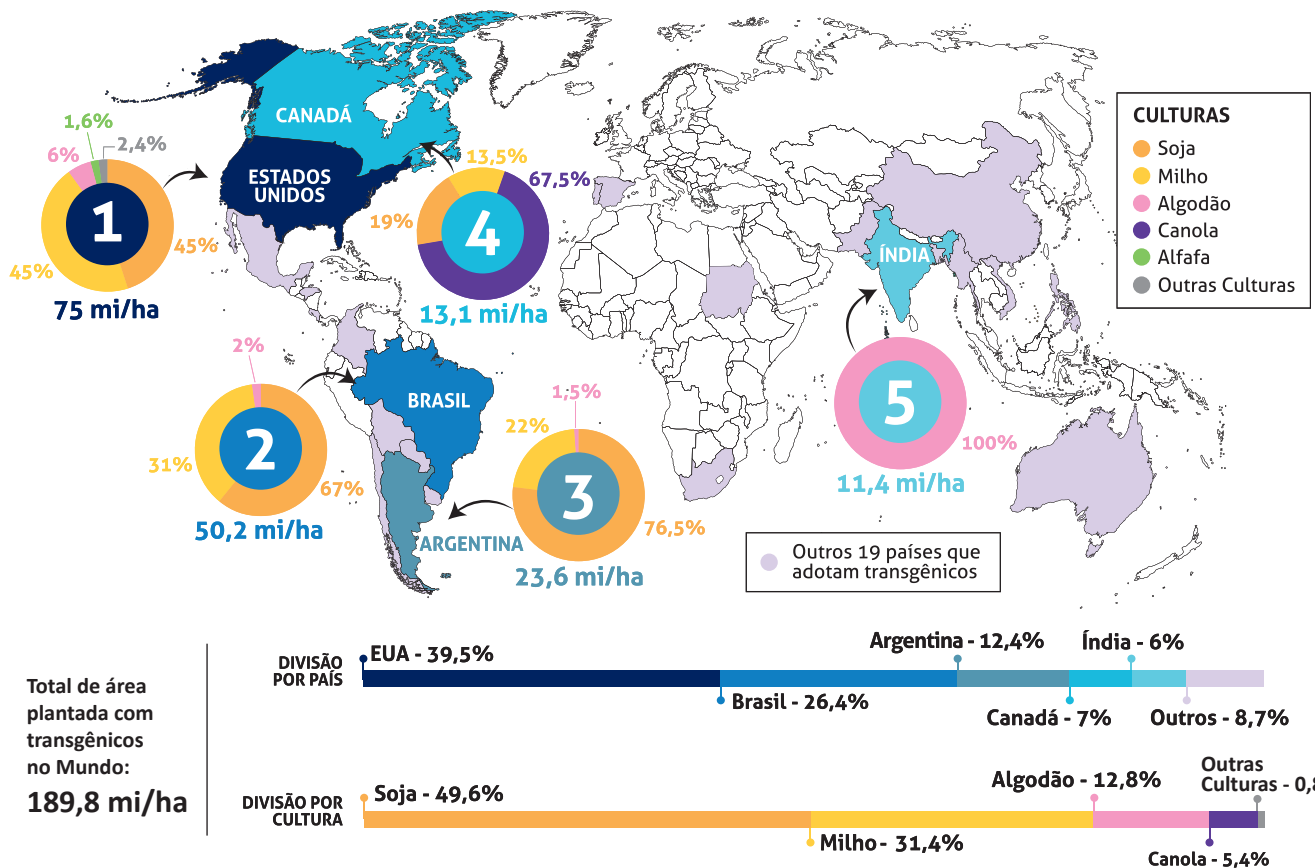 CANADÁ
ESTADOS
UNIDOS
1,6%
2,4%
6%
1
45%
45%
75 mi/ha
13,5%
67,5%
19%
4
13,1 mi/ha
CULTURAS
Soja
Milho
Algodão
Canola
Alfafa
Outras Culturas
ÍNDIA
5
100%
11,4 mi/ha
BRASIL
2%
31%
2
67%
50,2 mi/ha
1,5%
22%
3
76,5%
ARGENTINA
23,6 mi/ha
Outros 19 países que
adotam transgênicos
Total de área
plantada com
transgênicos
no Mundo:
189,8 mi/ha
DIVISÃO
POR PAÍS
EUA - 39,5%
Brasil - 26,4%
Argentina - 12,4%
Canadá - 7%
Índia - 6%
Outros - 8,7%
DIVISÃO POR
CULTURA
Soja - 49,6%
Milho - 31,4%
Algodão - 12,8%
Canola - 5,4%
Outras
Culturas - 0,8